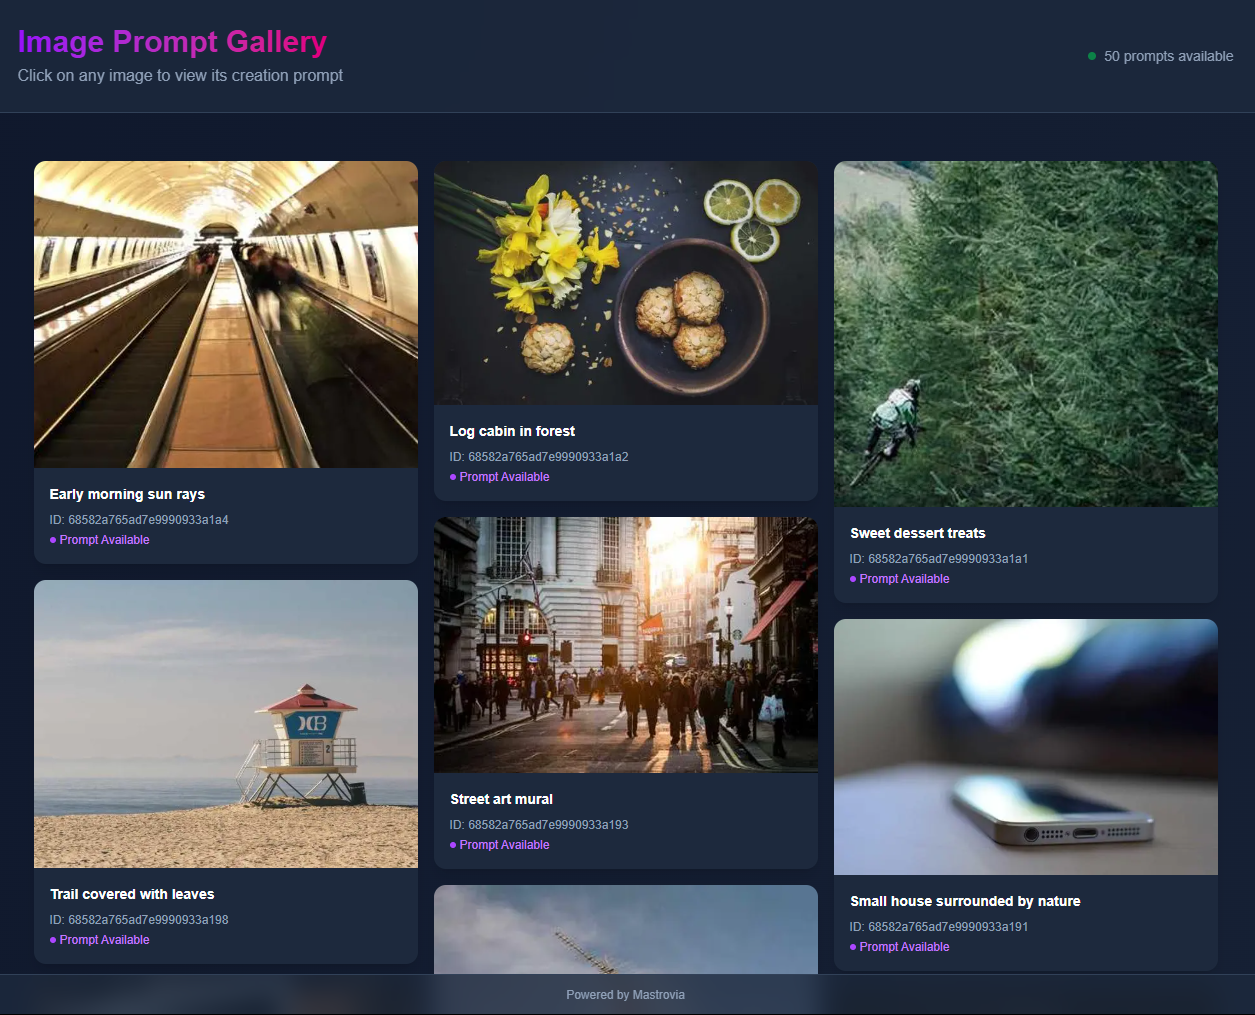 Image Prompt Gallery
Click on any image to view its creation prompt
50 prompts available
Early morning sun rays
ID: 68582a765ad7e9990933a1a4
Prompt Available
Log cabin in forest
ID: 68582a765ad7e9990933a1a2
Prompt Available
Sweet dessert treats
ID: 68582a765ad7e9990933a1a1
Prompt Available
2
Trail covered with leaves
ID: 68582a765ad7e9990933a198
Prompt Available
Street art mural
ID: 68582a765ad7e9990933a193
Prompt Available
Small house surrounded by nature
ID: 68582a765ad7e9990933a191
Prompt Available
Powered by Mastrovia